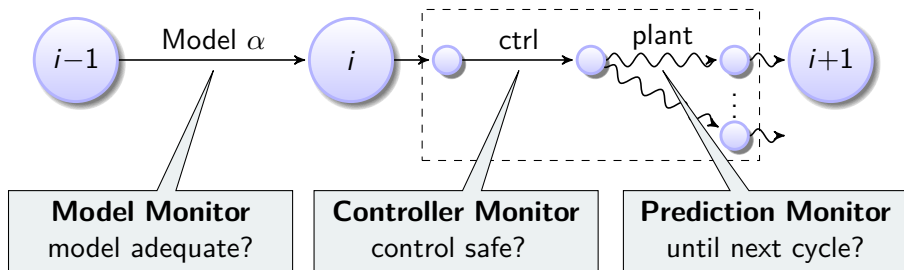 i−1
Model α
i
ctrl
plant
i+1
⋮
Model Monitor
model adequate?
Controller Monitor
control safe?
Prediction Monitor
until next cycle?